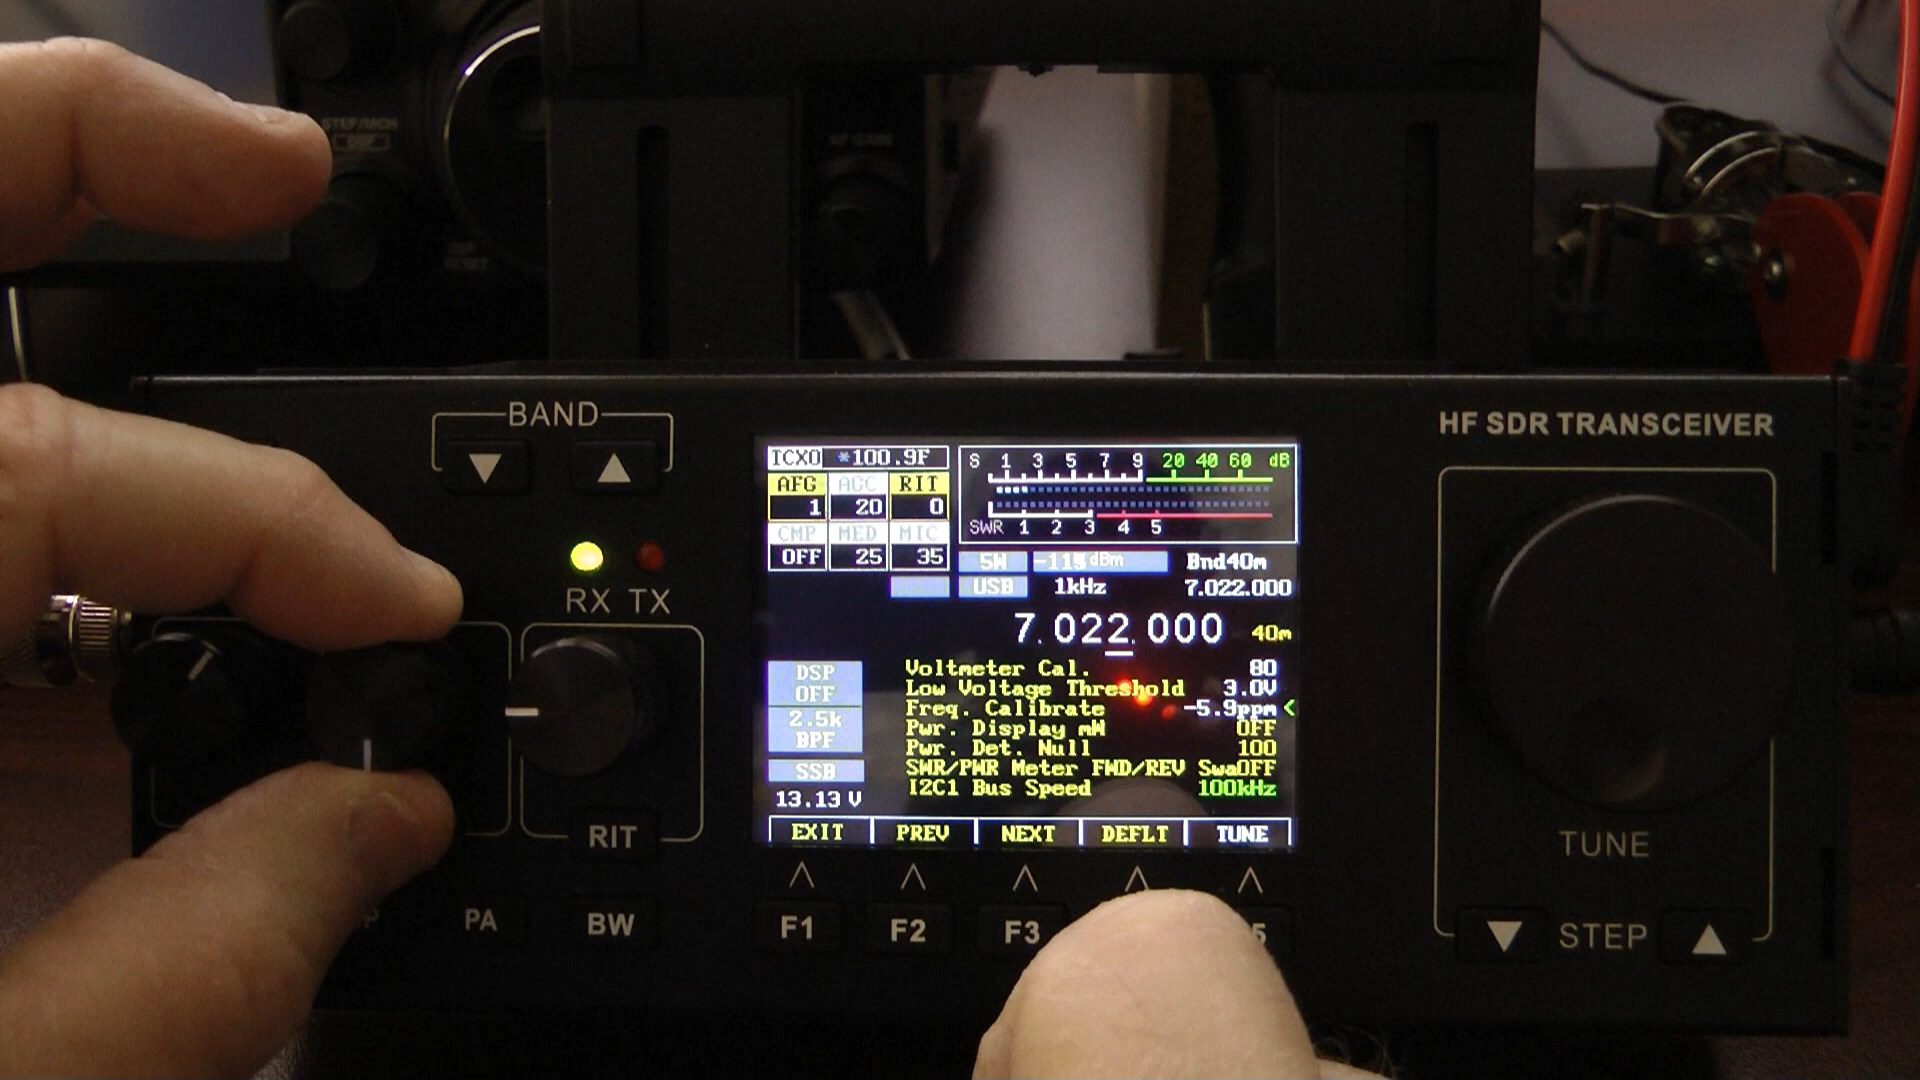 STEP/MCH
BAND
HF SDR TRANSCEIVER
RX TX
RIT
PA
BW
TCXO *100.9F
AFG AGC RIT
1 20 0
CMP MED MIC
OFF 25 35
S 1 3 5 7 9 20 40 60 dB
SWR 1 2 3 4 5
5W dBm Bnd40m
USB 1kHz 7.022.000
7.022.000 40m
DSP
OFF
2.5k
BPF
SSB
13.13 V
Voltmeter Cal. 80
Low Voltage Threshold 3.0V
Freq. Calibrate -5.9ppm <
Pwr. Display mW OFF
Pwr. Det. Null 100
SWR/PWR Meter FWD/REV SwaOFF
I2C1 Bus Speed 100kHz
EXIT PREV NEXT DEFLT TUNE
F1 F2 F3 5
TUNE
STEP